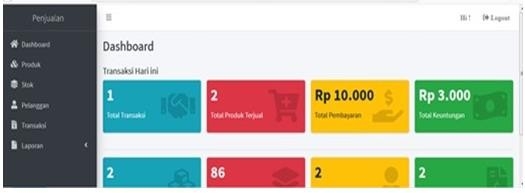 Penjualan
Hi !
Logout
Dashboard
Produk
Stok
Pelanggan
Transaksi
Laporan
Dashboard
Transaksi Hari ini
1
Total Transaksi
2
Total Produk Terjual
Rp 10.000
Total Pembayaran
Rp 3.000
Total Keuntungan
2
86
2
2